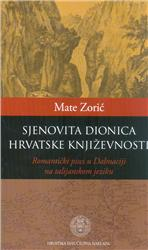 Mate Zorić
SJENOVITA DIONICA
HRVATSKE KNJIŽEVNOSTI
Romantički pisci u Dalmaciji
na talijanskom jeziku
HRVATSKA SVEUČILIŠNA NAKLADA